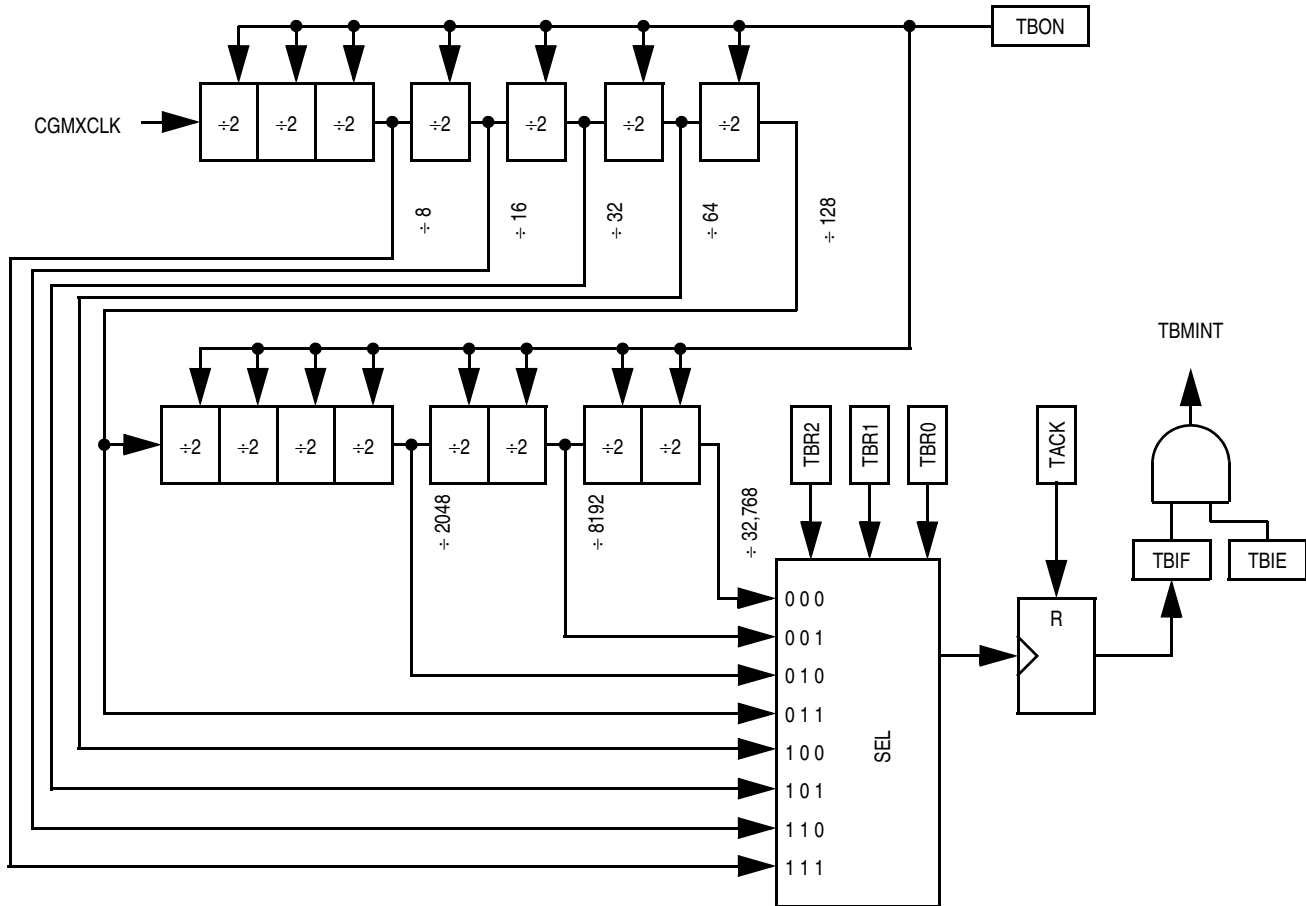 TBON
CGMXCLK
÷2 ÷2 ÷2 ÷2 ÷2 ÷2 ÷2
÷ 8
÷ 16
÷ 32
÷ 64
÷ 128
TBMINT
÷2 ÷2 ÷2 ÷2 ÷2 ÷2 ÷2 ÷2
TBR2
TBR1
TBR0
TACK
÷ 2048
÷ 8192
÷ 32,768
TBIF
TBIE
0 0 0
0 0 1
0 1 0
0 1 1
1 0 0
1 0 1
1 1 0
1 1 1
SEL
R